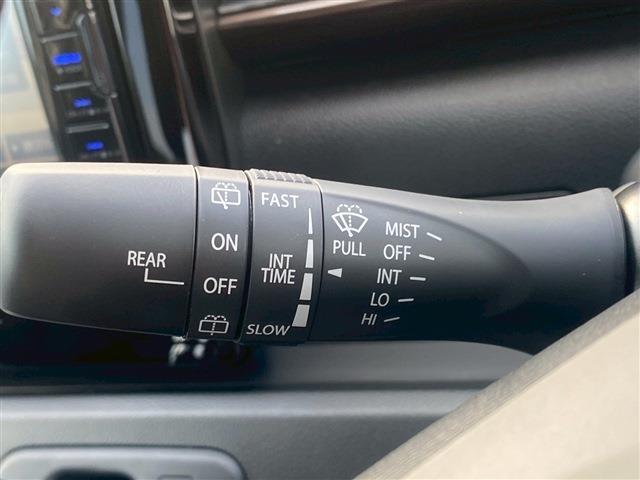 REAR
ON
OFF
FAST
INT
TIME
SLOW
PULL
MIST
OFF
INT
LO
HI